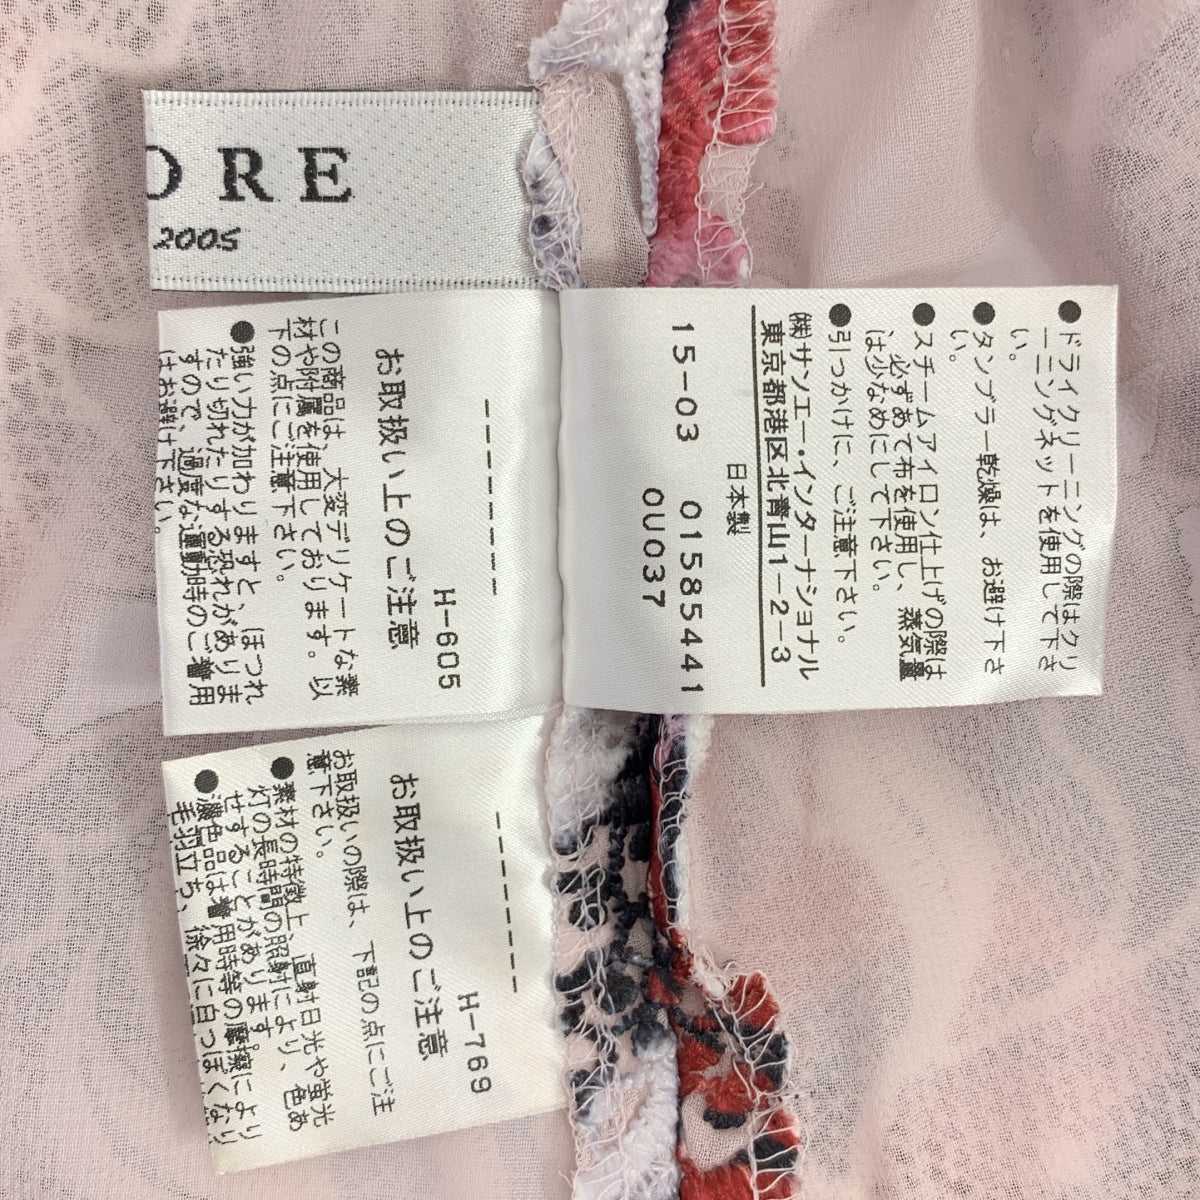 ORE
2005
●ドライクリーニングの際はクリ
ーニングネットを使用して下さ
い。
●タンブラー乾燥は、お避け下さ
い。
●スチームアイロン仕上げの際は
、必ずあて布を使用し、蒸気量
は少なめにして下さい。
●引っかけに、ご注意下さい。
㈱サンエー・インターナショナル
東京都港区北青山1-2-3
日本製
15-03 01585441
0U037
H-605
お取扱い上のご注意
この商品は、大変デリケートな素
材や附属を使用しております。以
下の点にご注意下さい。
●強い力が加わりますと、ほつれ
たり切れたりする恐れがありま
すので、過度な運動時のご着用
はお避け下さい。
H-769
お取扱い上のご注意
お取扱いの際は、下記の点にご注
意下さい。
●素材の特徴上、直射日光や蛍光
灯の長時間の照射により、色あ
せすることがあります。
●濃色品は着用時等の摩擦により
毛羽立ち、徐々に白っぽくなり